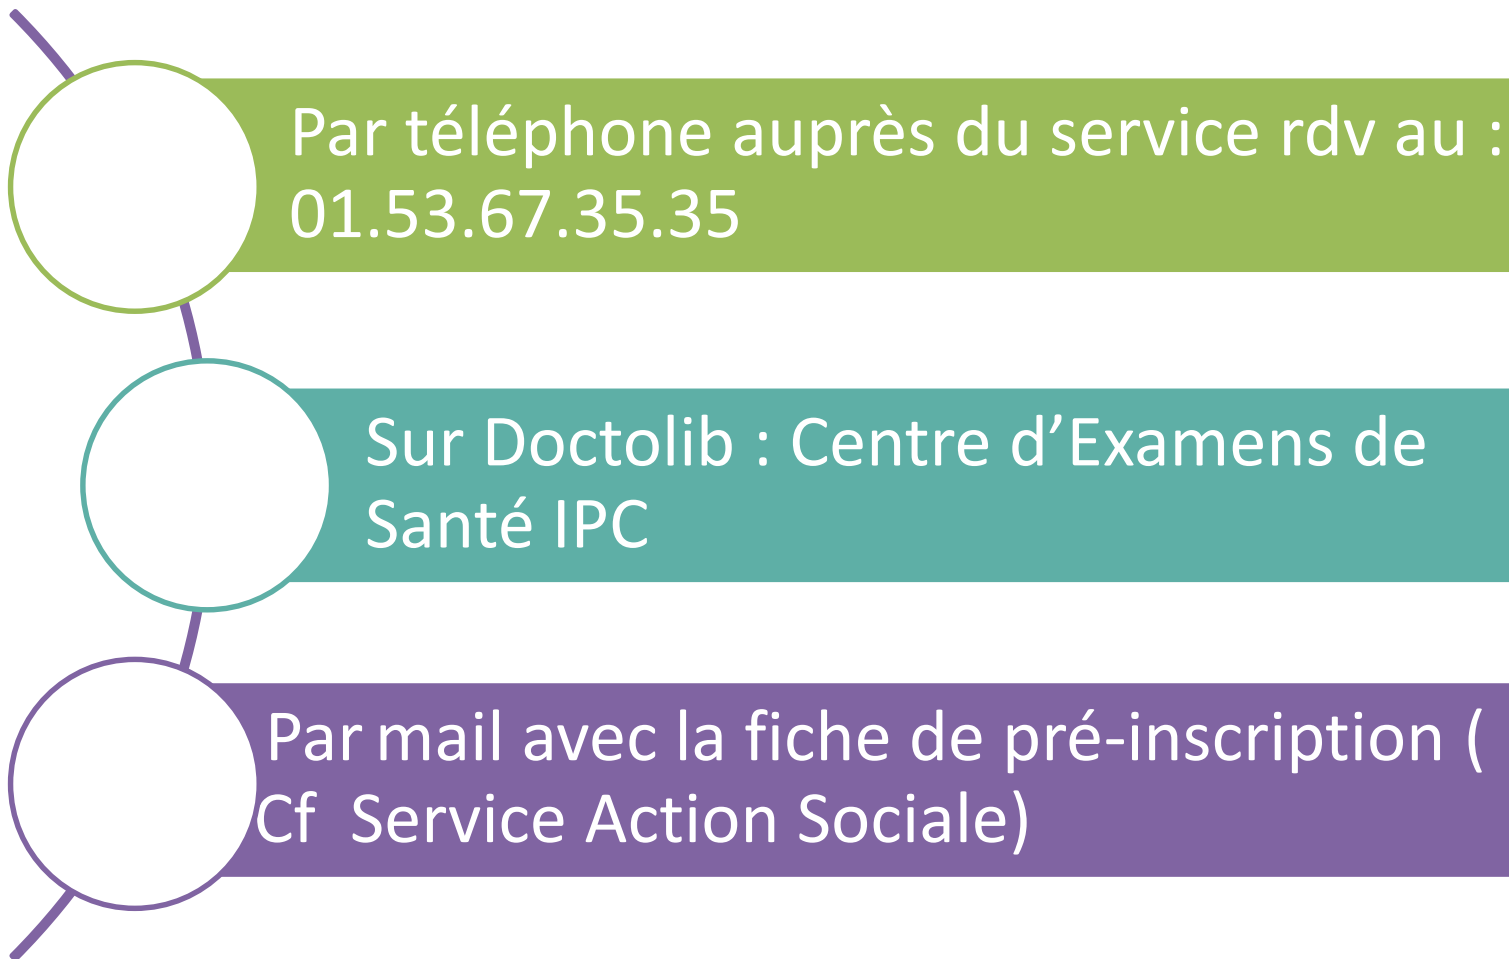 Par téléphone auprès du service rdv au :
01.53.67.35.35
Sur Doctolib : Centre d’Examens de
Santé IPC
Par mail avec la fiche de pré-inscription (
Cf  Service Action Sociale)